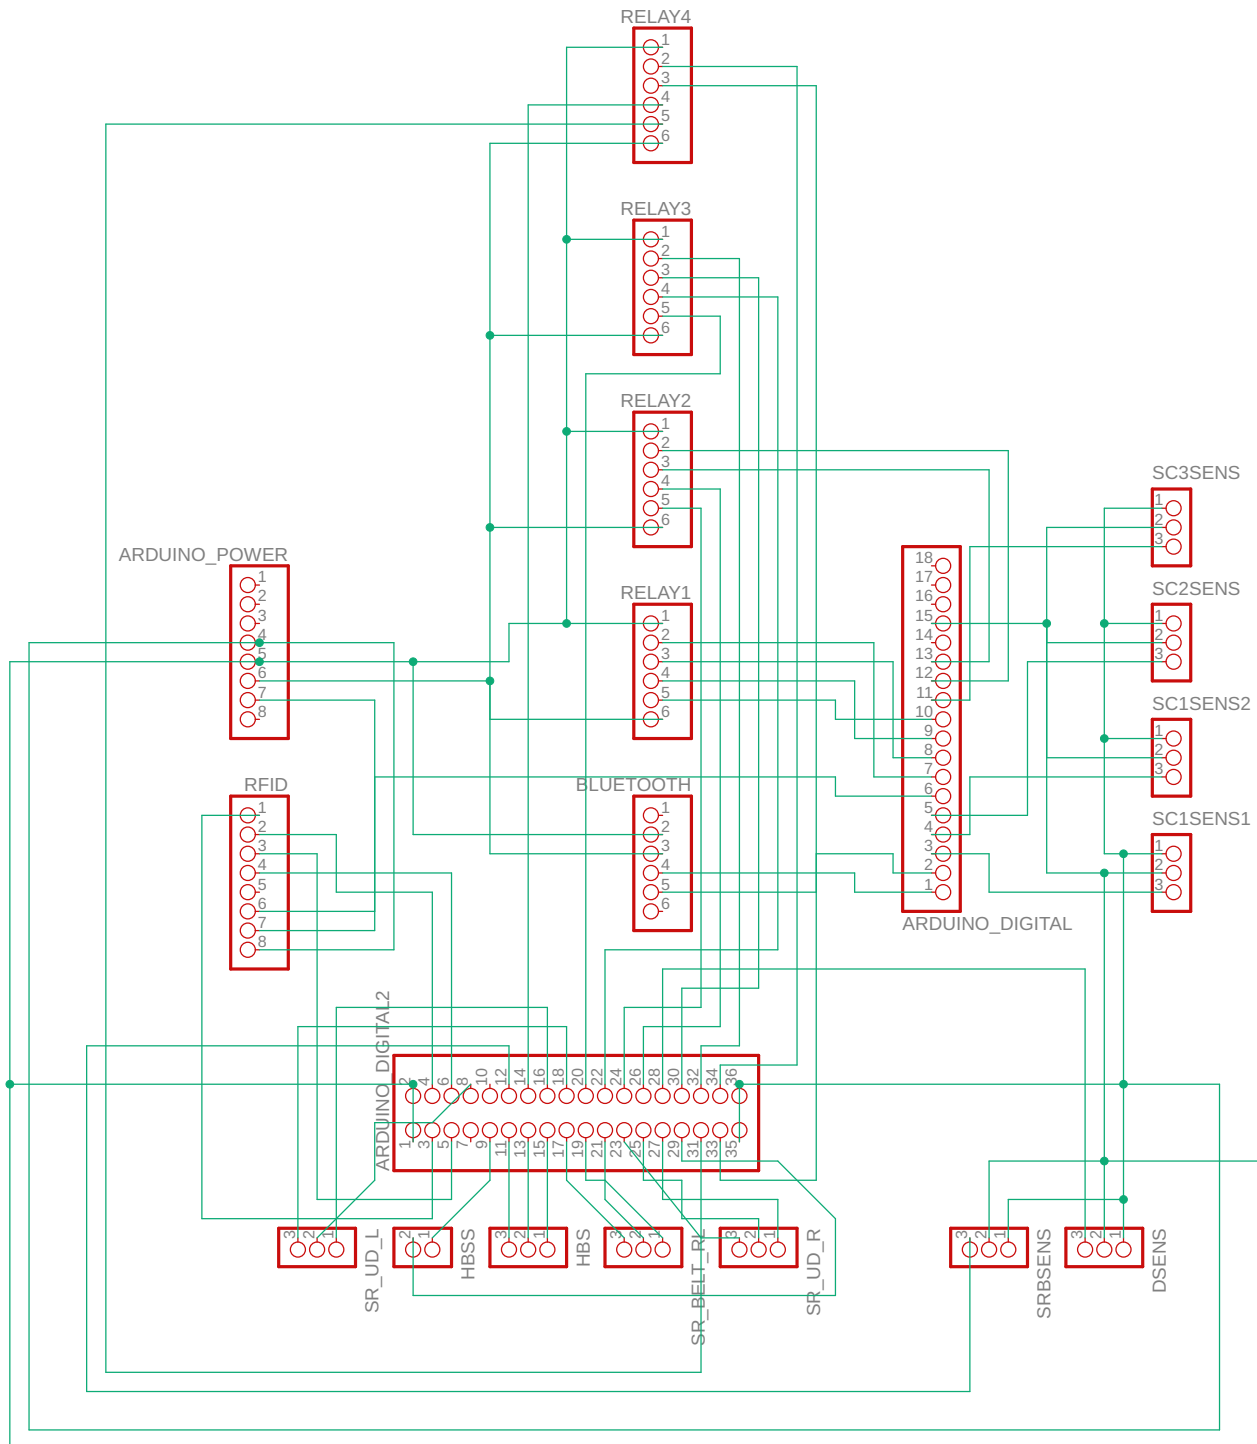 RELAY4
1
2
3
4
5
6
RELAY3
1
2
3
4
5
6
RELAY2
1
2
3
4
5
6
SC3SENS
1
2
3
ARDUINO_POWER
1
2
3
4
5
6
7
8
RELAY1
1
2
3
4
5
6
18
17
16
15
14
13
12
11
10
9
8
7
6
5
4
3
2
1
ARDUINO_DIGITAL
SC2SENS
1
2
3
SC1SENS2
1
2
3
SC1SENS1
1
2
3
RFID
1
2
3
4
5
6
7
8
BLUETOOTH
1
2
3
4
5
6
ARDUINO_DIGITAL2
2 4 6 8 10 12 14 16 18 20 22 24 26 28 30 32 34 36
1 3 5 7 9 11 13 15 17 19 21 23 25 27 29 31 33 35
3 2 1
SR_UD_L
2 1
HBSS
3 2 1
HBS
3 2 1
SR_BELT_RL
3 2 1
SR_UD_R
3 2 1
SRBSENS
3 2 1
DSENS